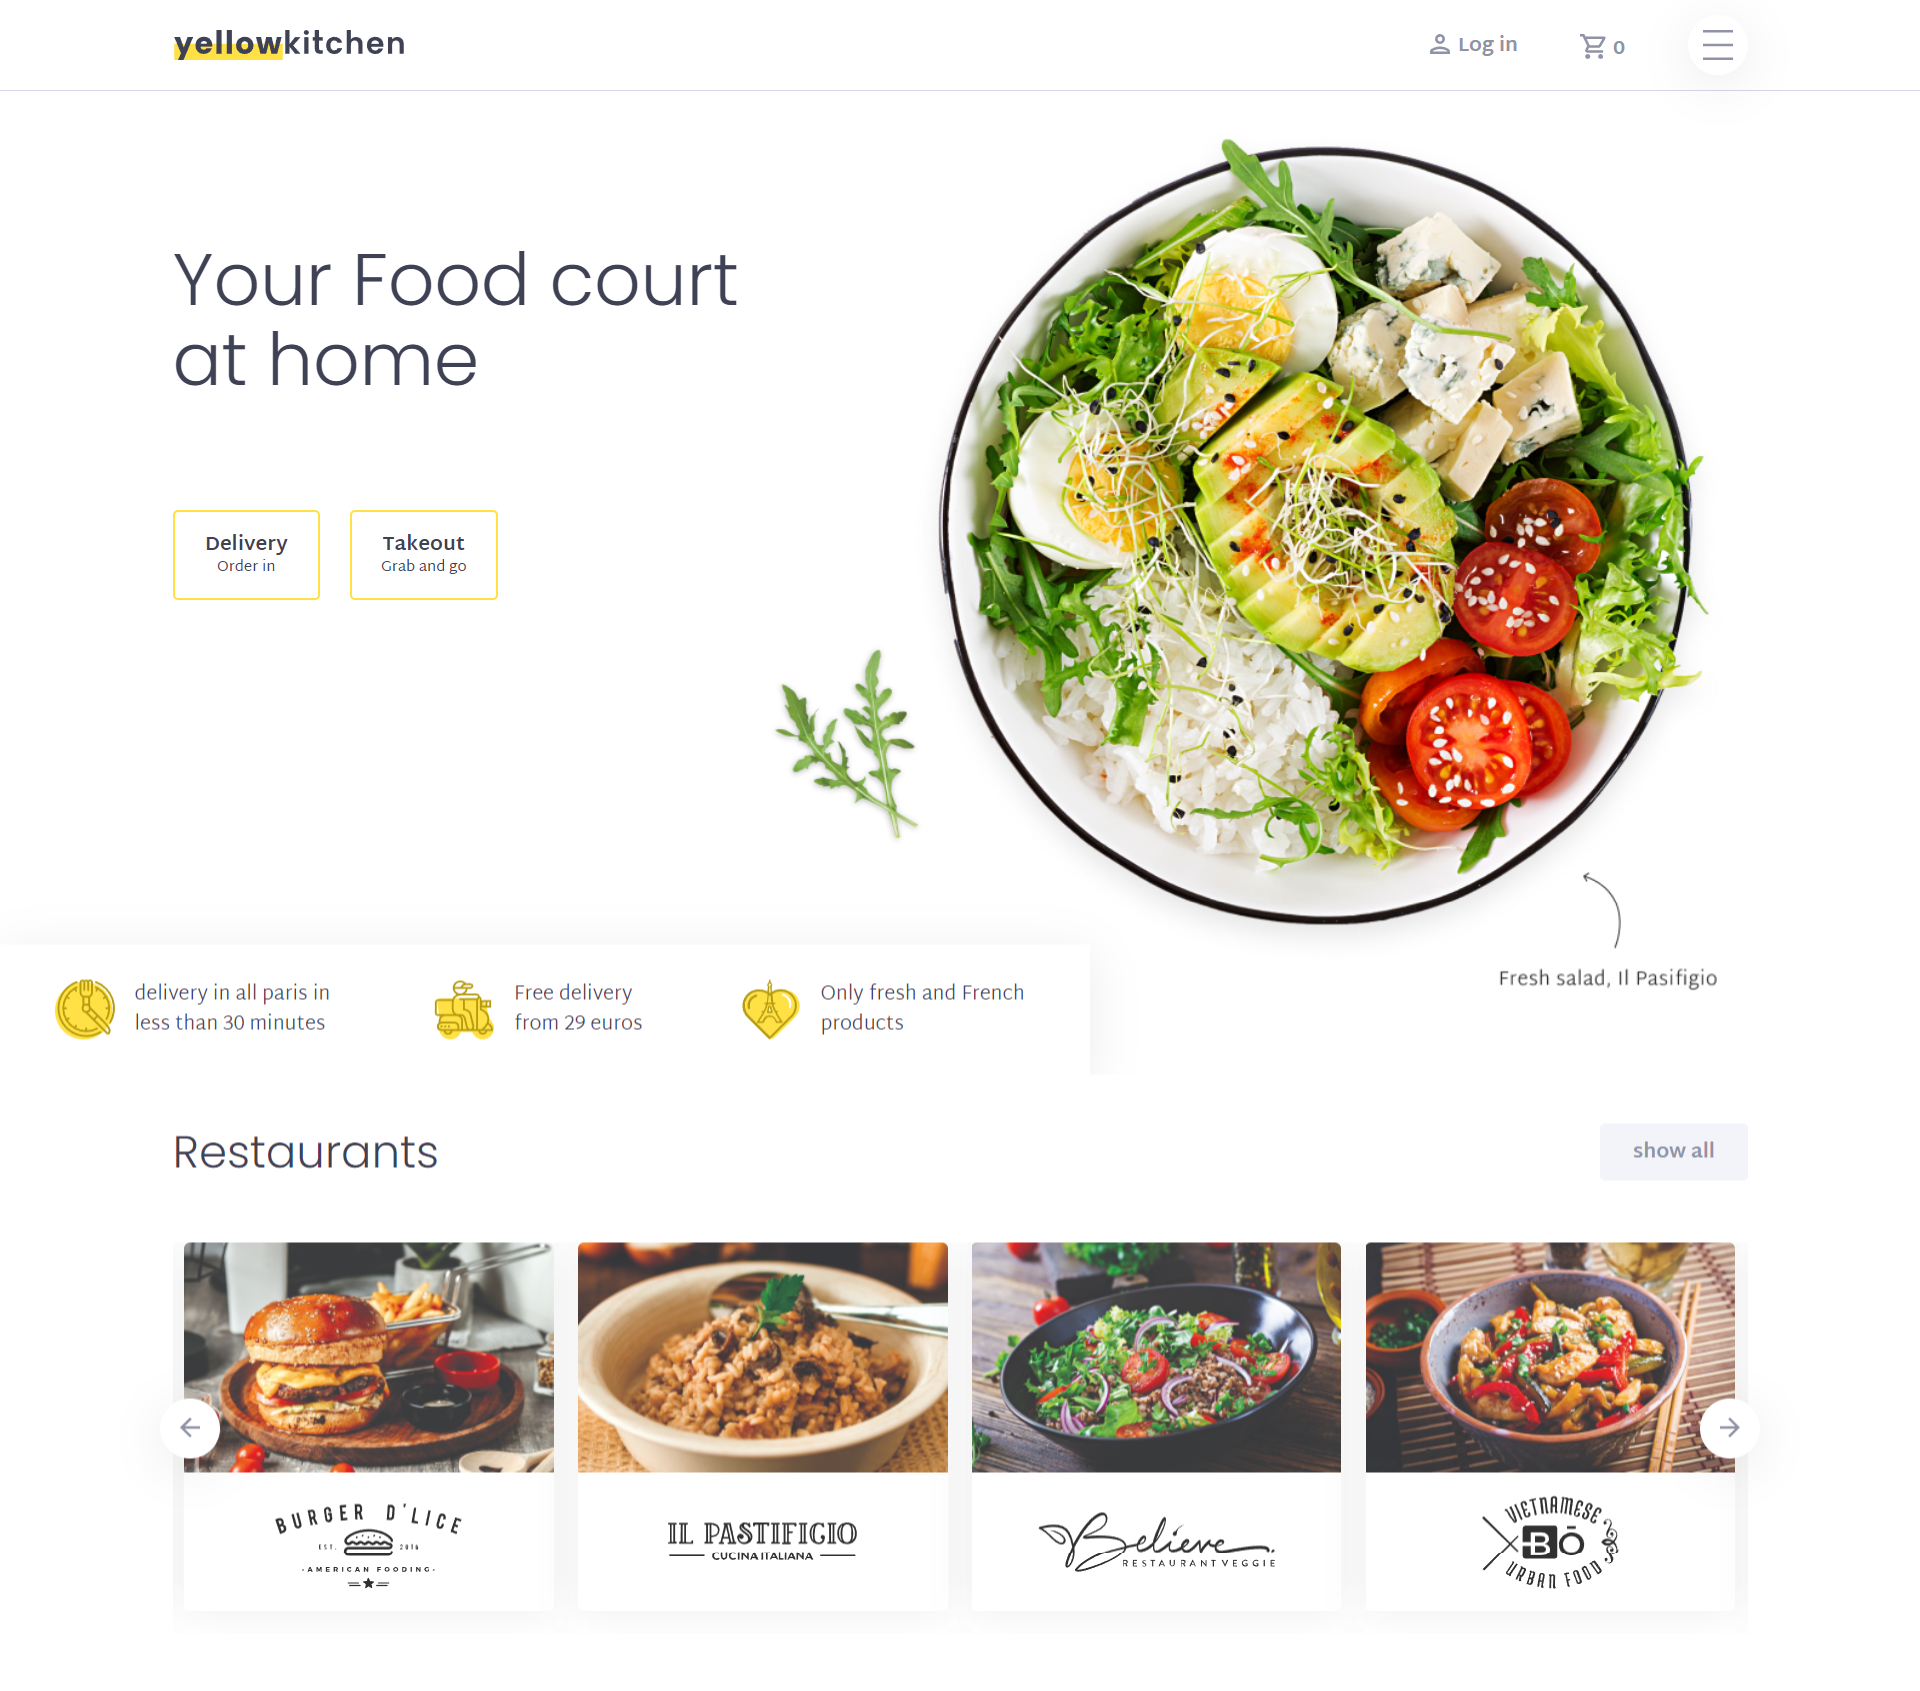 yellowkitchen
Log in
0
Your Food court
at home
Delivery
Order in
Takeout
Grab and go
Fresh salad, Il Pasifigio
delivery in all paris in
less than 30 minutes
Free delivery
from 29 euros
Only fresh and French
products
Restaurants
show all
BURGER D'LICE
EST. 2016
·AMERICAN FOODING·
IL PASTIFICIO
CUCINA ITALIANA
Believe
RESTAURANT VEGGIE
VIETNAMESE
BŌ
URBAN FOOD